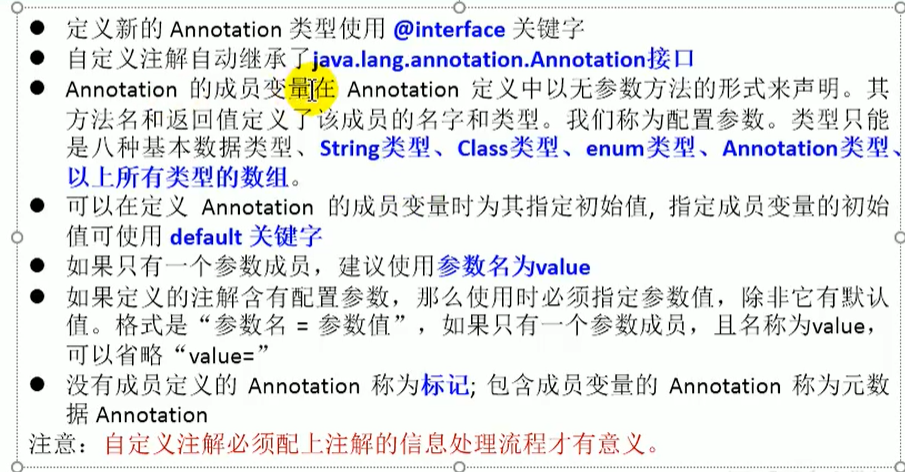 ● 定义新的 Annotation 类型使用 @interface 关键字
● 自定义注解自动继承了java.lang.annotation.Annotation接口
● Annotation 的成员变量在 Annotation 定义中以无参数方法的形式来声明。其
方法名和返回值定义了该成员的名字和类型。我们称为配置参数。类型只能
是八种基本数据类型、String类型、Class类型、enum类型、Annotation类型、
以上所有类型的数组。
● 可以在定义 Annotation 的成员变量时为其指定初始值, 指定成员变量的初始
值可使用 default 关键字
● 如果只有一个参数成员，建议使用参数名为value
● 如果定义的注解含有配置参数，那么使用时必须指定参数值，除非它有默认
值。格式是“参数名 = 参数值”，如果只有一个参数成员，且名称为value，
可以省略“value=”
● 没有成员定义的 Annotation 称为标记; 包含成员变量的 Annotation 称为元数
据 Annotation
注意：自定义注解必须配上注解的信息处理流程才有意义。